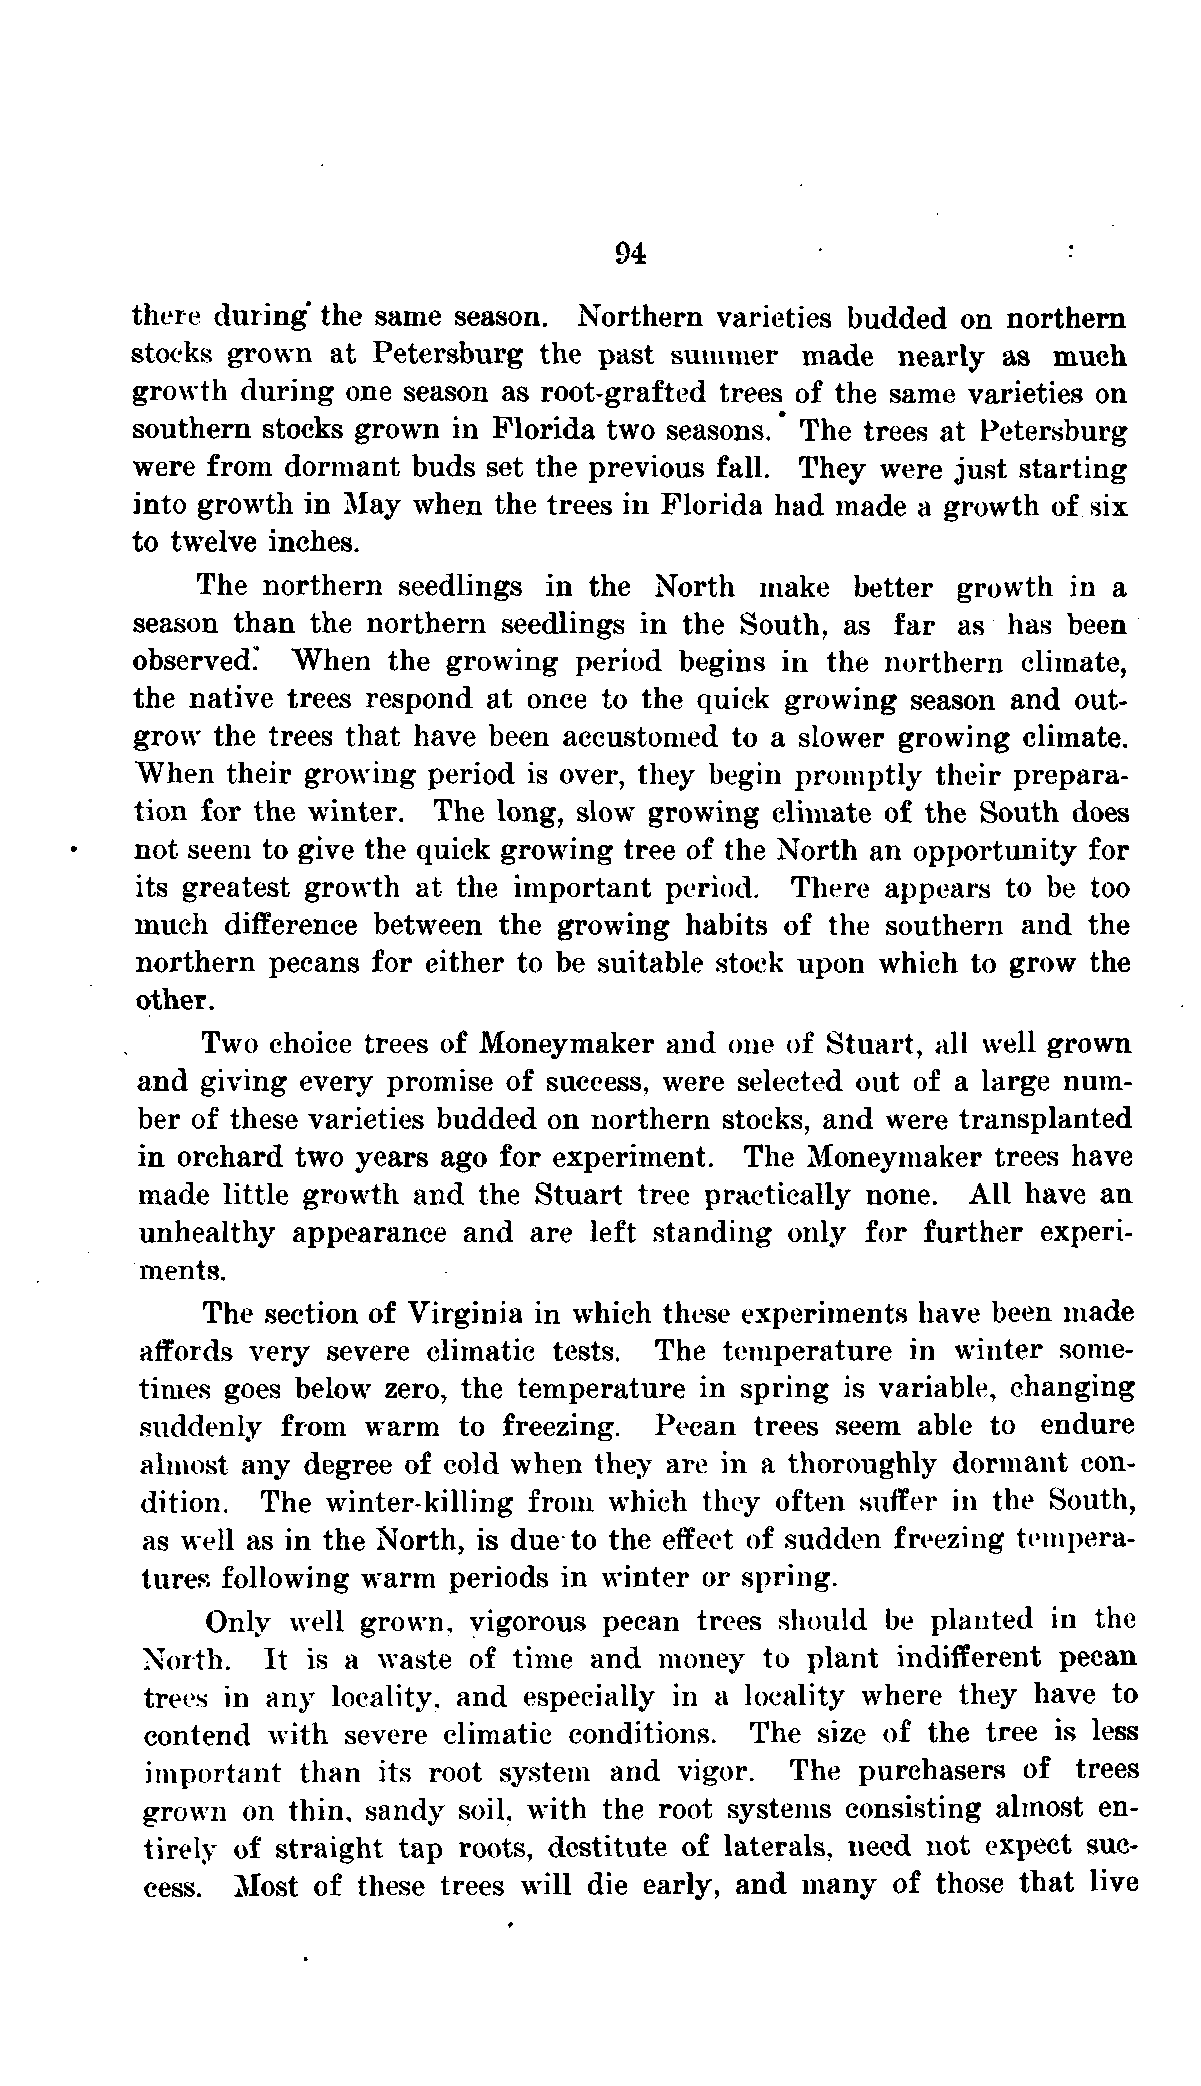 94
there during the same season. Northern varieties budded on northern
stocks grown at Petersburg the past summer made nearly as much
growth during one season as root-grafted trees of the same varieties on
southern stocks grown in Florida two seasons. The trees at Petersburg
were from dormant buds set the previous fall. They were just starting
into growth in May when the trees in Florida had made a growth of six
to twelve inches.
The northern seedlings in the North make better growth in a
season than the northern seedlings in the South, as far as has been
observed. When the growing period begins in the northern climate,
the native trees respond at once to the quick growing season and out-
grow the trees that have been accustomed to a slower growing climate.
When their growing period is over, they begin promptly their prepara-
tion for the winter. The long, slow growing climate of the South does
not seem to give the quick growing tree of the North an opportunity for
its greatest growth at the important period. There appears to be too
much difference between the growing habits of the southern and the
northern pecans for either to be suitable stock upon which to grow the
other.
Two choice trees of Moneymaker and one of Stuart, all well grown
and giving every promise of success, were selected out of a large num-
ber of these varieties budded on northern stocks, and were transplanted
in orchard two years ago for experiment. The Moneymaker trees have
made little growth and the Stuart tree practically none. All have an
unhealthy appearance and are left standing only for further experi-
ments.
The section of Virginia in which these experiments have been made
affords very severe climatic tests. The temperature in winter some-
times goes below zero, the temperature in spring is variable, changing
suddenly from warm to freezing. Pecan trees seem able to endure
almost any degree of cold when they are in a thoroughly dormant con-
dition. The winter-killing from which they often suffer in the South,
as well as in the North, is due to the effect of sudden freezing tempera-
tures following warm periods in winter or spring.
Only well grown, vigorous pecan trees should be planted in the
North. It is a waste of time and money to plant indifferent pecan
trees in any locality, and especially in a locality where they have to
contend with severe climatic conditions. The size of the tree is less
important than its root system and vigor. The purchasers of trees
grown on thin, sandy soil, with the root systems consisting almost en-
tirely of straight tap roots, destitute of laterals, need not expect suc-
cess. Most of these trees will die early, and many of those that live